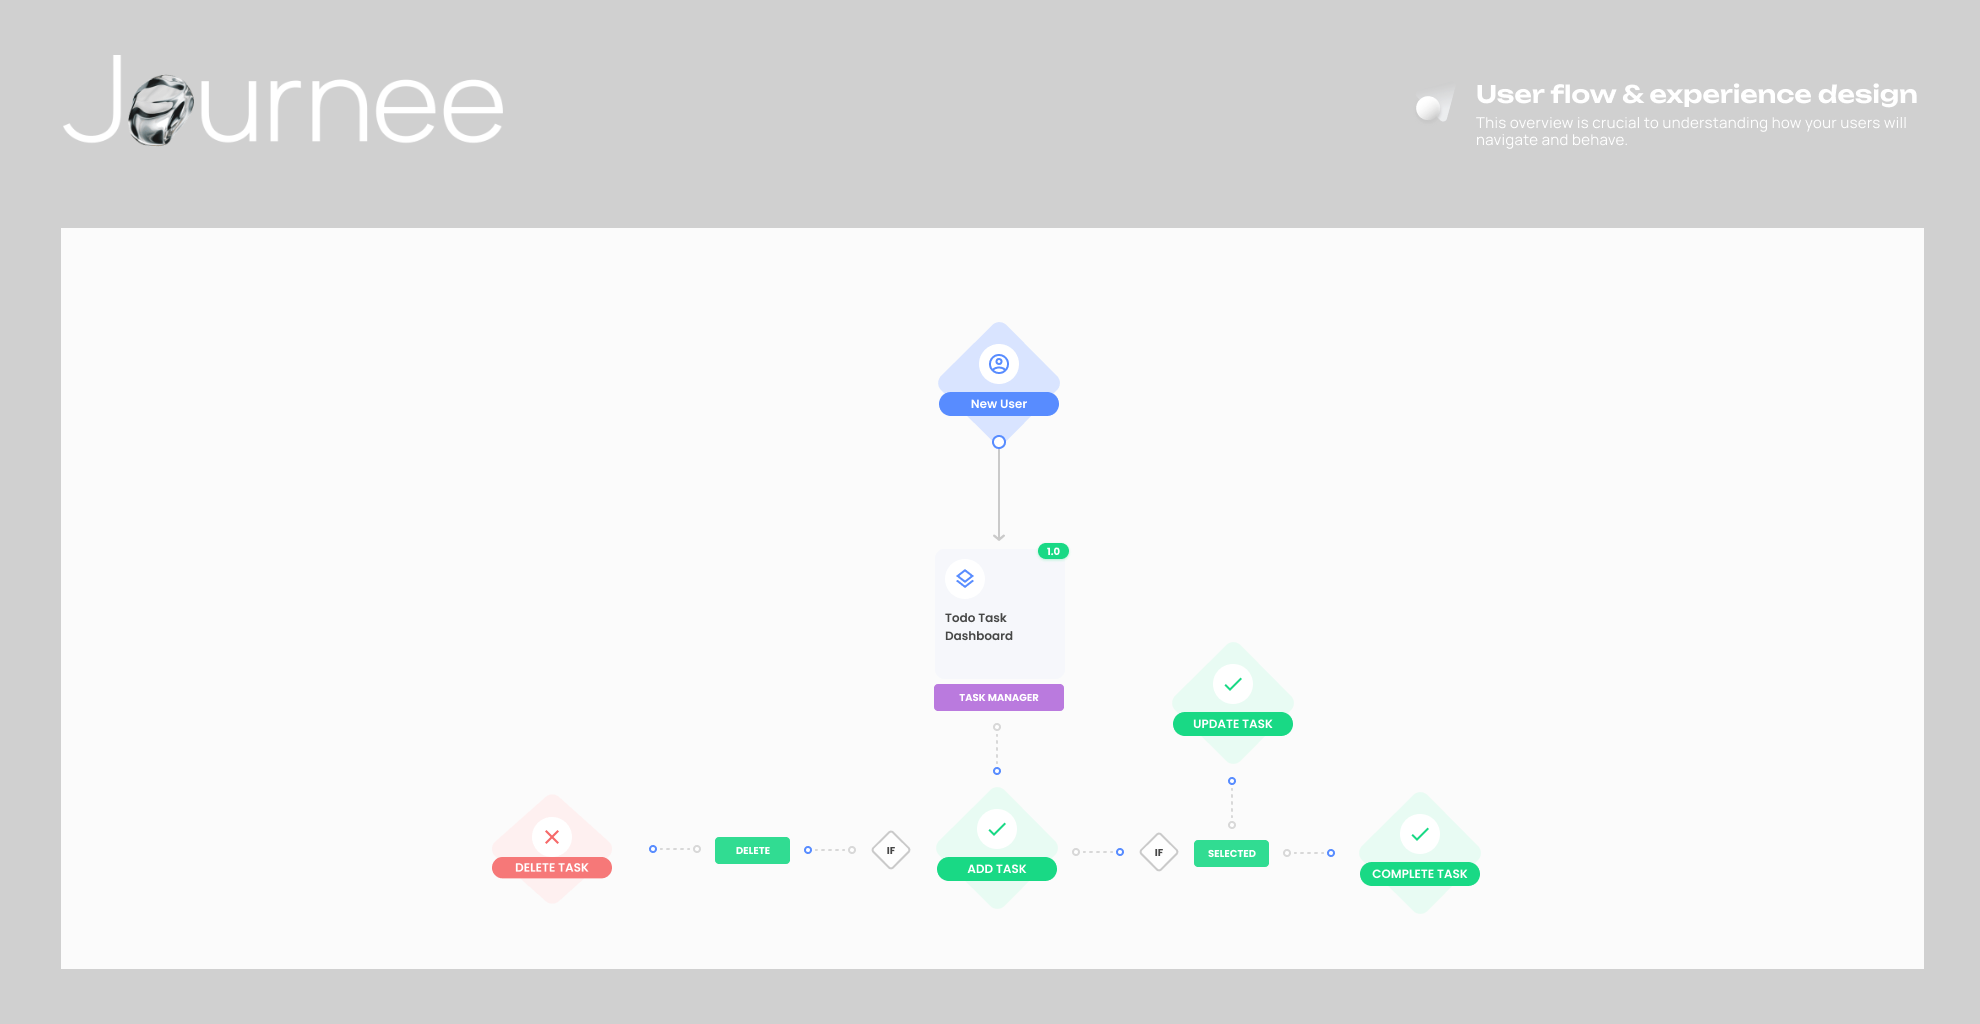 Journee
User flow & experience design
This overview is crucial to understanding how your users will
navigate and behave.
New User
1.0
Todo Task
Dashboard
TASK MANAGER
UPDATE TASK
DELETE TASK
DELETE
IF
ADD TASK
IF
SELECTED
COMPLETE TASK